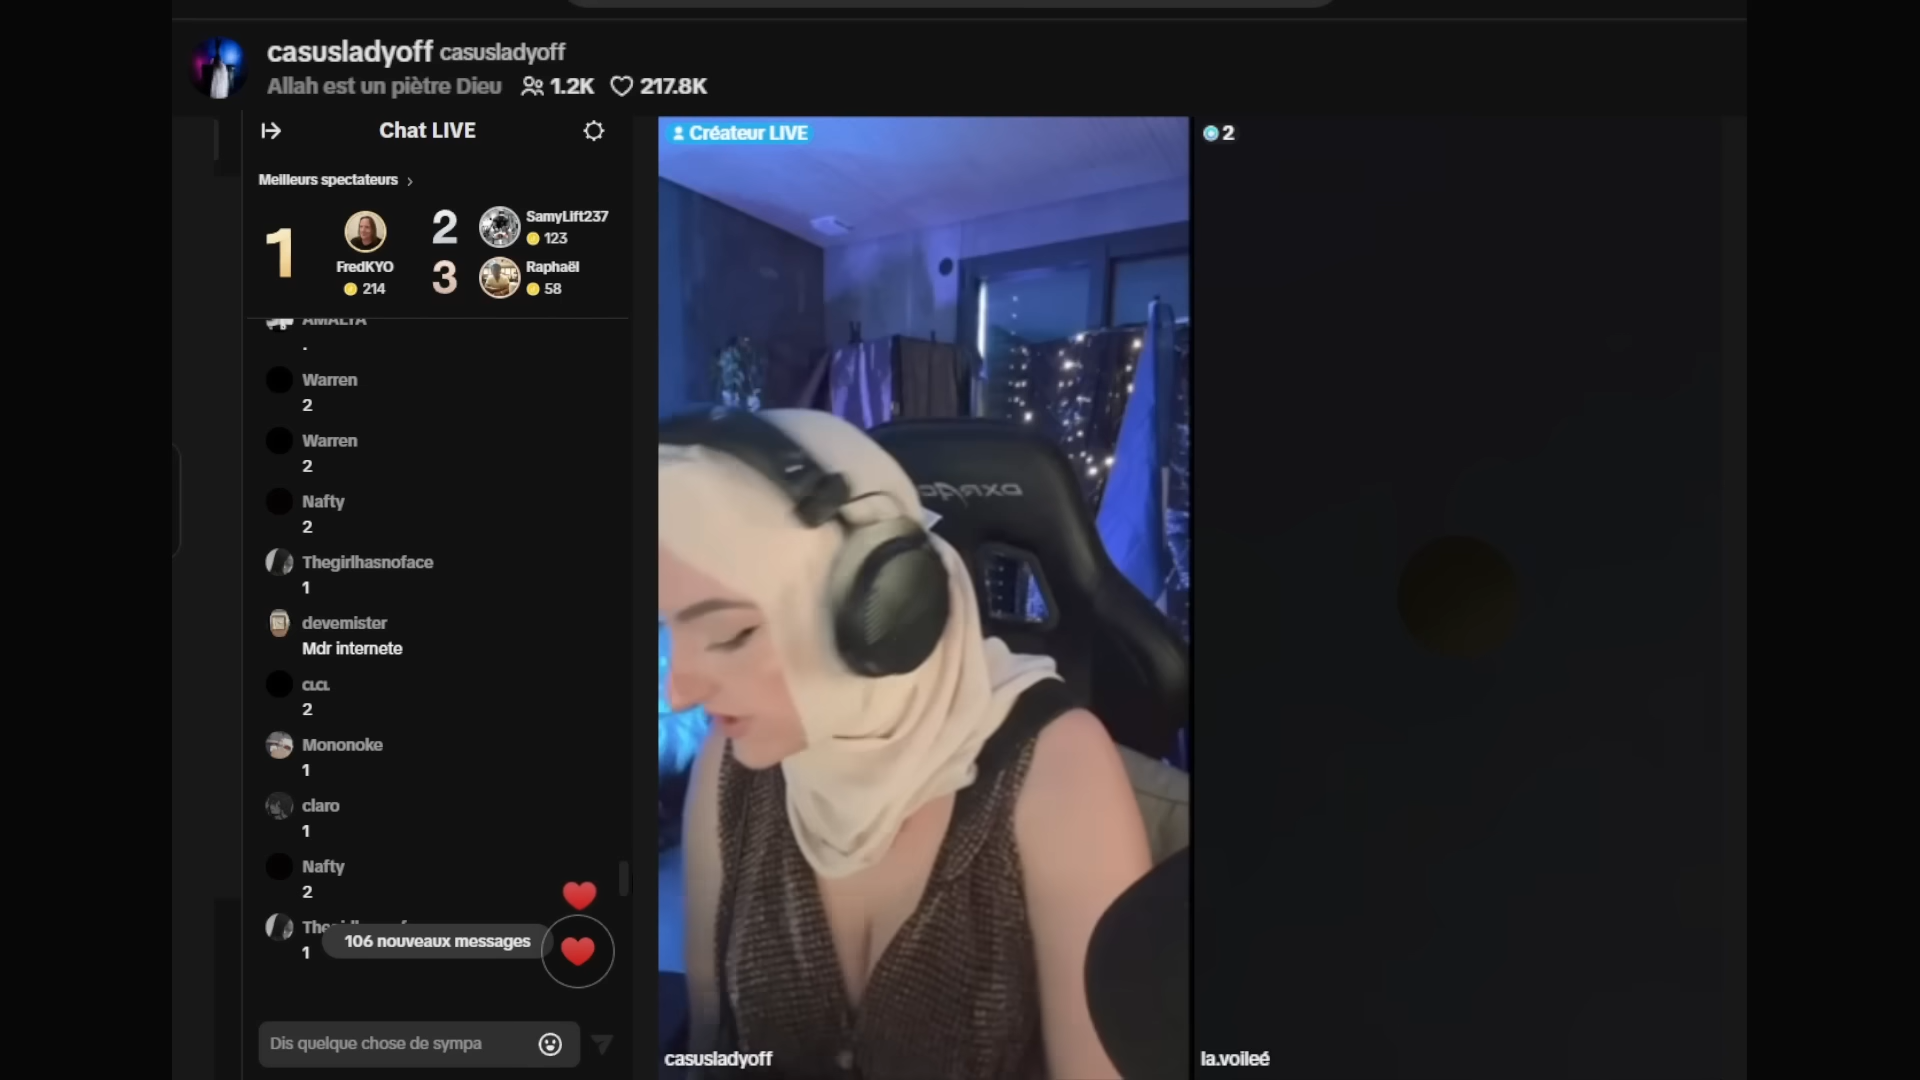 casusladyoff casusladyoff
Allah est un piètre Dieu 1.2K 217.8K
Chat LIVE
Meilleurs spectateurs >
1
FredKYO
214
2
SamyLift237
123
3
Raphaël
58
AMALYA
.
Warren
2
Warren
2
Nafty
2
Thegirlhasnoface
1
devemister
Mdr internete
2
Mononoke
1
claro
1
Nafty
2
1
106 nouveaux messages
Dis quelque chose de sympa
Créateur LIVE
DXRACER
casusladyoff
2
la.voileé